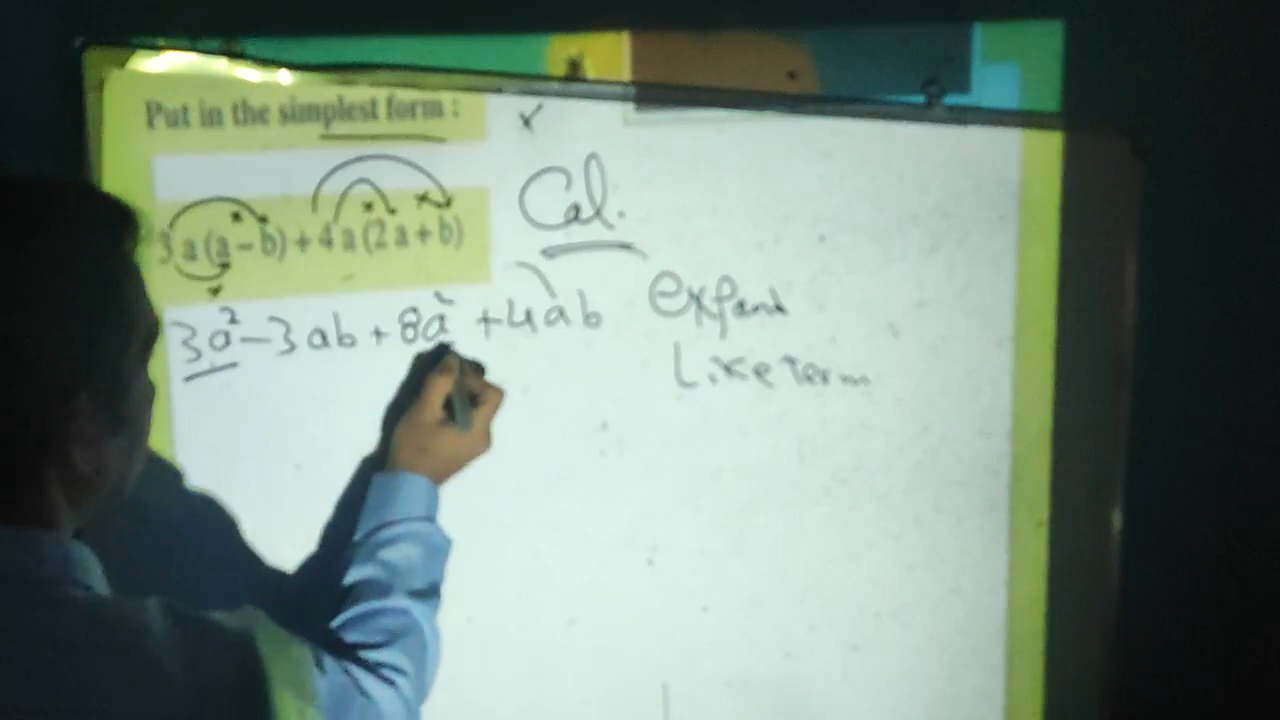 Put in the simplest form :
Cal.
3a(a-b)+4a(2a+b)
3a²-3ab+8a²+4ab
expand
Like term